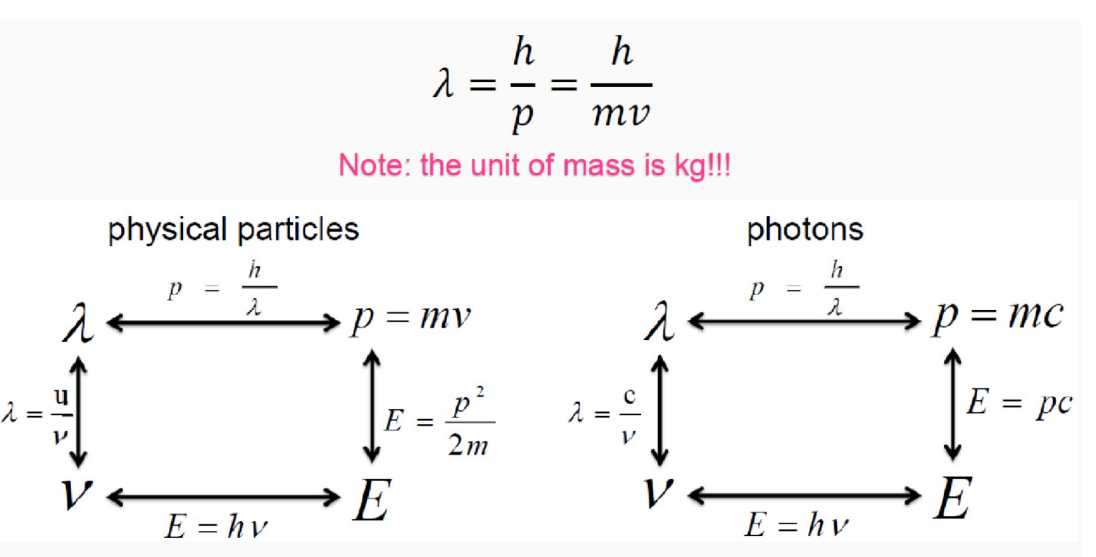 λ = h/p = h/mv
Note: the unit of mass is kg!!!
physical particles
p = h/λ
λ
p = mv
λ = u/ν
E = p²/2m
ν
E
E = hν
photons
p = h/λ
λ
p = mc
λ = c/ν
E = pc
ν
E
E = hν